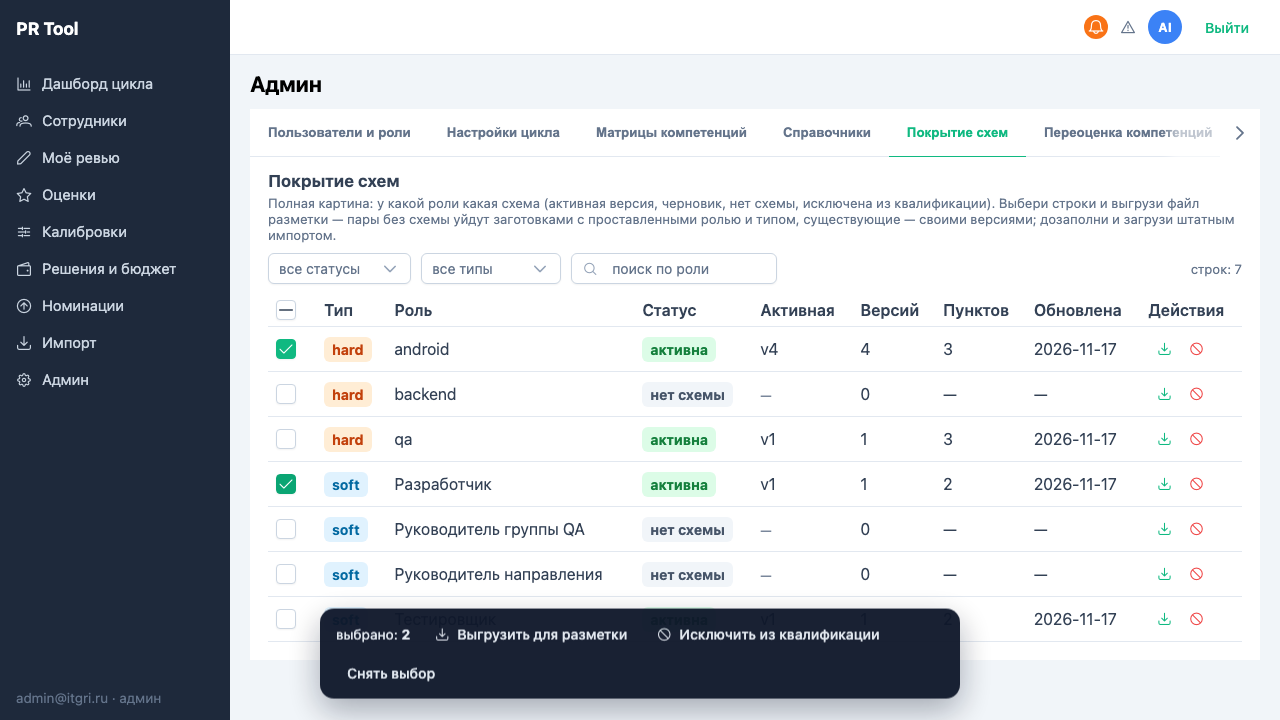 PR Tool
AI
Выйти
Дашборд цикла
Сотрудники
Моё ревью
Оценки
Калибровки
Решения и бюджет
Номинации
Импорт
Админ
admin@itgri.ru · админ
Админ
Пользователи и роли Настройки цикла Матрицы компетенций Справочники Покрытие схем Переоценка компетенций
Покрытие схем
Полная картина: у какой роли какая схема (активная версия, черновик, нет схемы, исключена из квалификации). Выбери строки и выгрузи файл
разметки — пары без схемы уйдут заготовками с проставленными ролью и типом, существующие — своими версиями; дозаполни и загрузи штатным
импортом.
все статусы все типы поиск по роли строк: 7
Тип Роль Статус Активная Версий Пунктов Обновлена Действия
hard android активна v4 4 3 2026-11-17
hard backend нет схемы — 0 — —
hard qa активна v1 1 3 2026-11-17
soft Разработчик активна v1 1 2 2026-11-17
soft Руководитель группы QA нет схемы — 0 — —
soft Руководитель направления нет схемы — 0 — —
soft Тестировщик активна v1 1 2 2026-11-17
выбрано: 2 Выгрузить для разметки Исключить из квалификации
Снять выбор